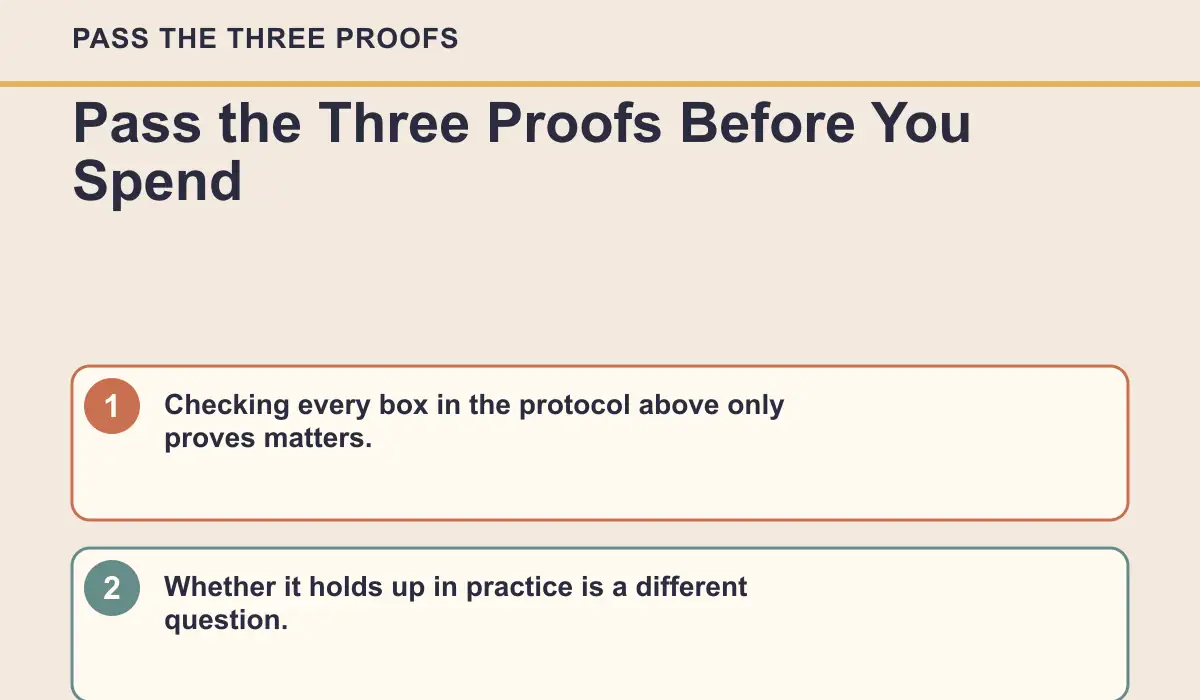 PASS THE THREE PROOFS
Pass the Three Proofs Before You
Spend
1
Checking every box in the protocol above only
proves matters.
2
Whether it holds up in practice is a different
question.